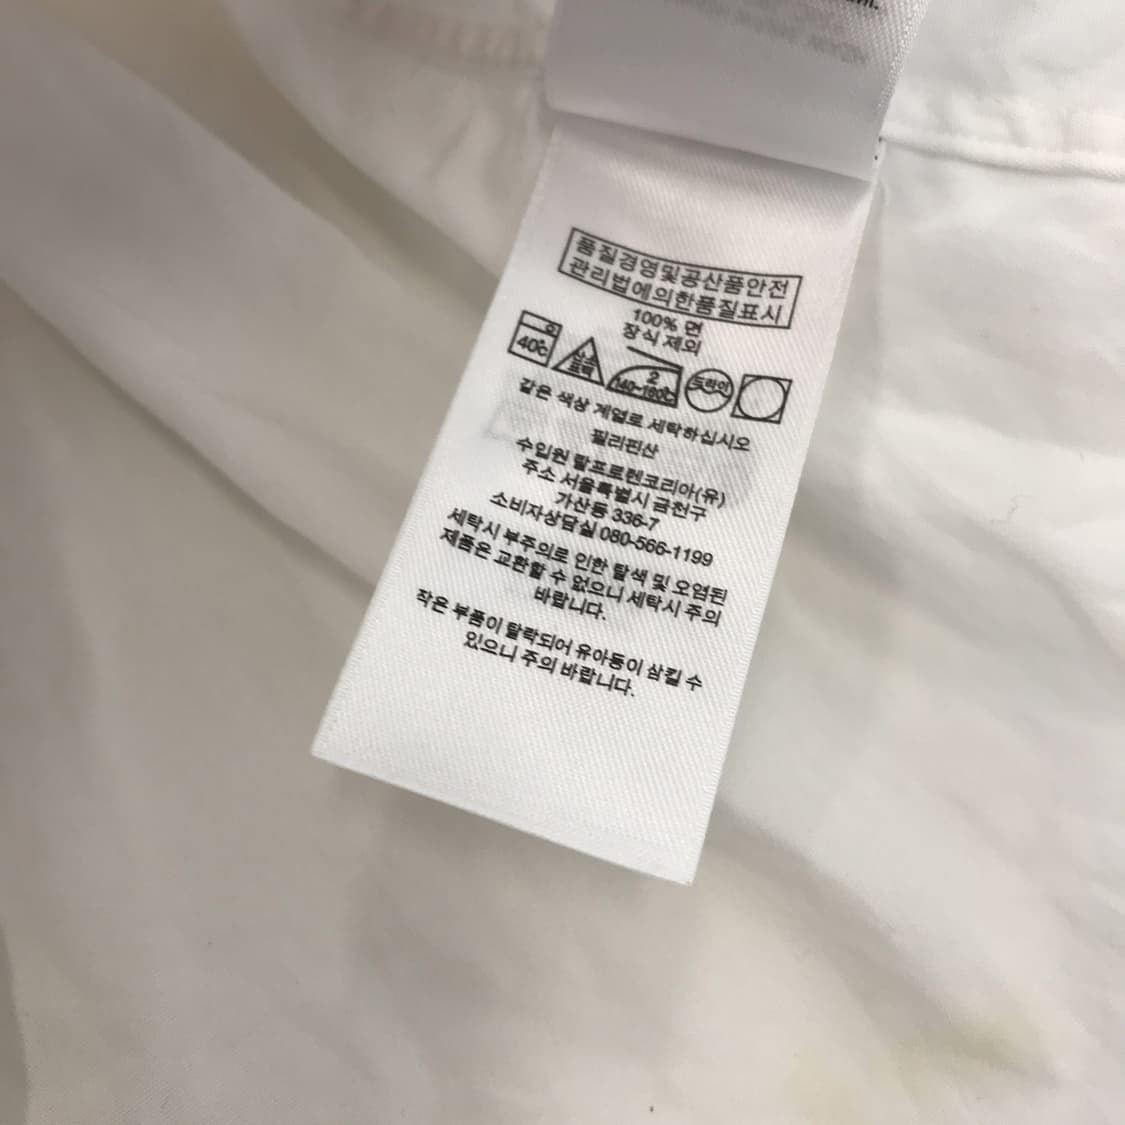 품질경영및공산품안전
관리법에의한품질표시
100% 면
장식 제외
40℃
산소
표백
2
140~160℃
드라이
같은 색상 계열로 세탁하십시오
필리핀산
수입원 랄프로렌코리아(유)
주소 서울특별시 금천구
가산동 336-7
소비자상담실 080-566-1199
세탁시 부주의로 인한 탈색 및 오염된
제품은 교환할 수 없으니 세탁시 주의
바랍니다.
작은 부품이 탈락되어 유아등이 삼킬 수
있으니 주의 바랍니다.